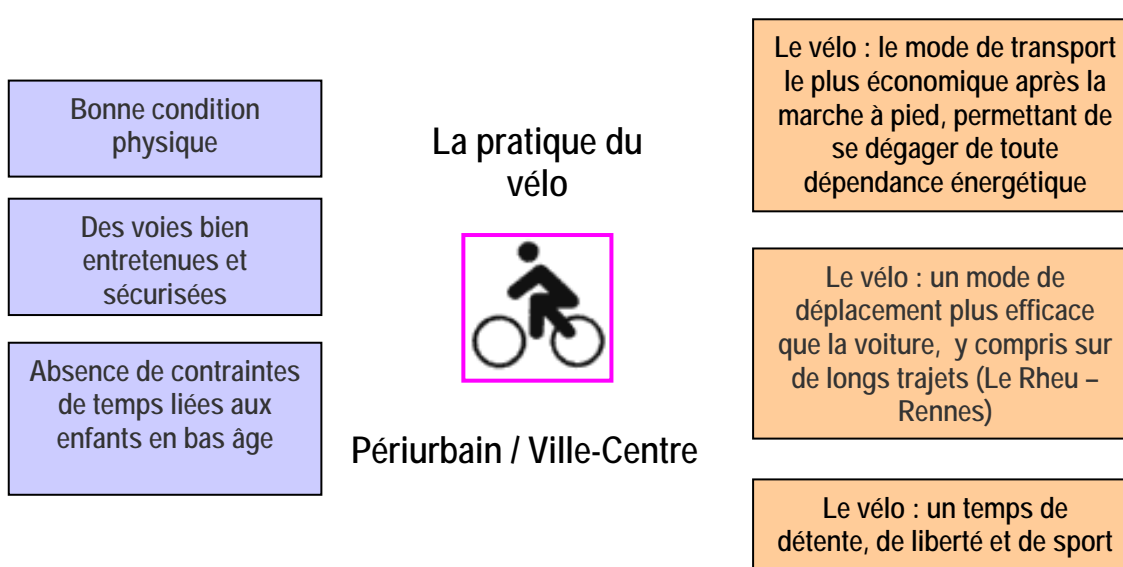 Bonne condition
physique
Des voies bien
entretenues et
sécurisées
Absence de contraintes
de temps liées aux
enfants en bas âge
La pratique du
vélo
Périurbain / Ville-Centre
Le vélo : le mode de transport
le plus économique après la
marche à pied, permettant de
se dégager de toute
dépendance énergétique
Le vélo : un mode de
déplacement plus efficace
que la voiture, y compris sur
de longs trajets (Le Rheu –
Rennes)
Le vélo : un temps de
détente, de liberté et de sport